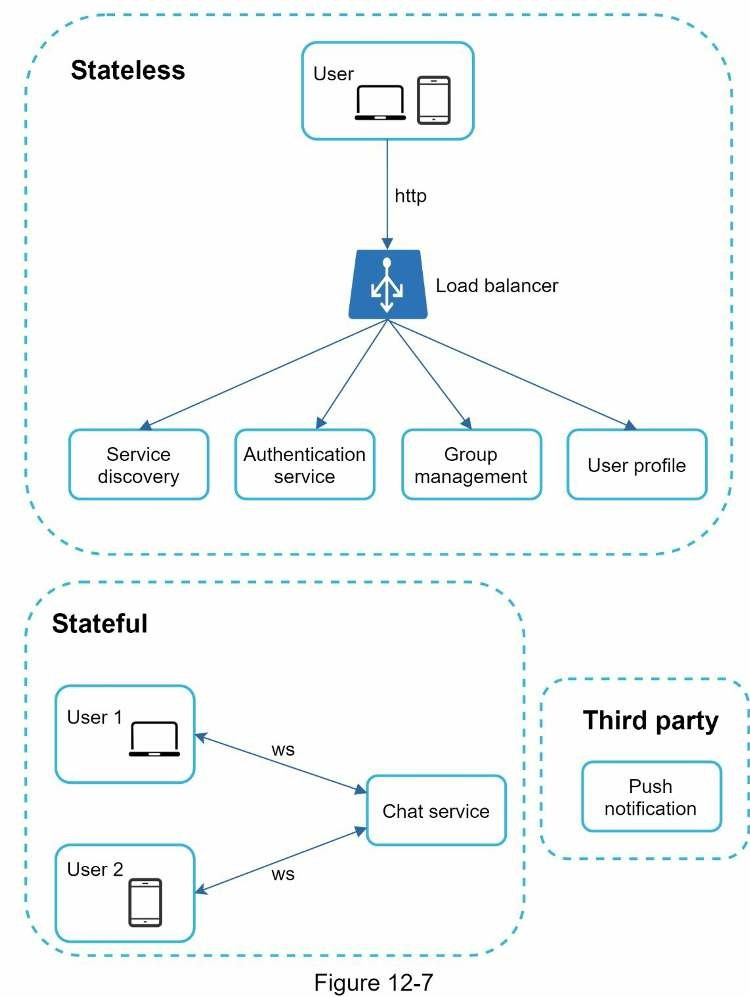 Stateless
User
http
Load balancer
Service
discovery
Authentication
service
Group
management
User profile
Stateful
User 1
ws
Chat service
User 2
ws
Third party
Push
notification
Figure 12-7